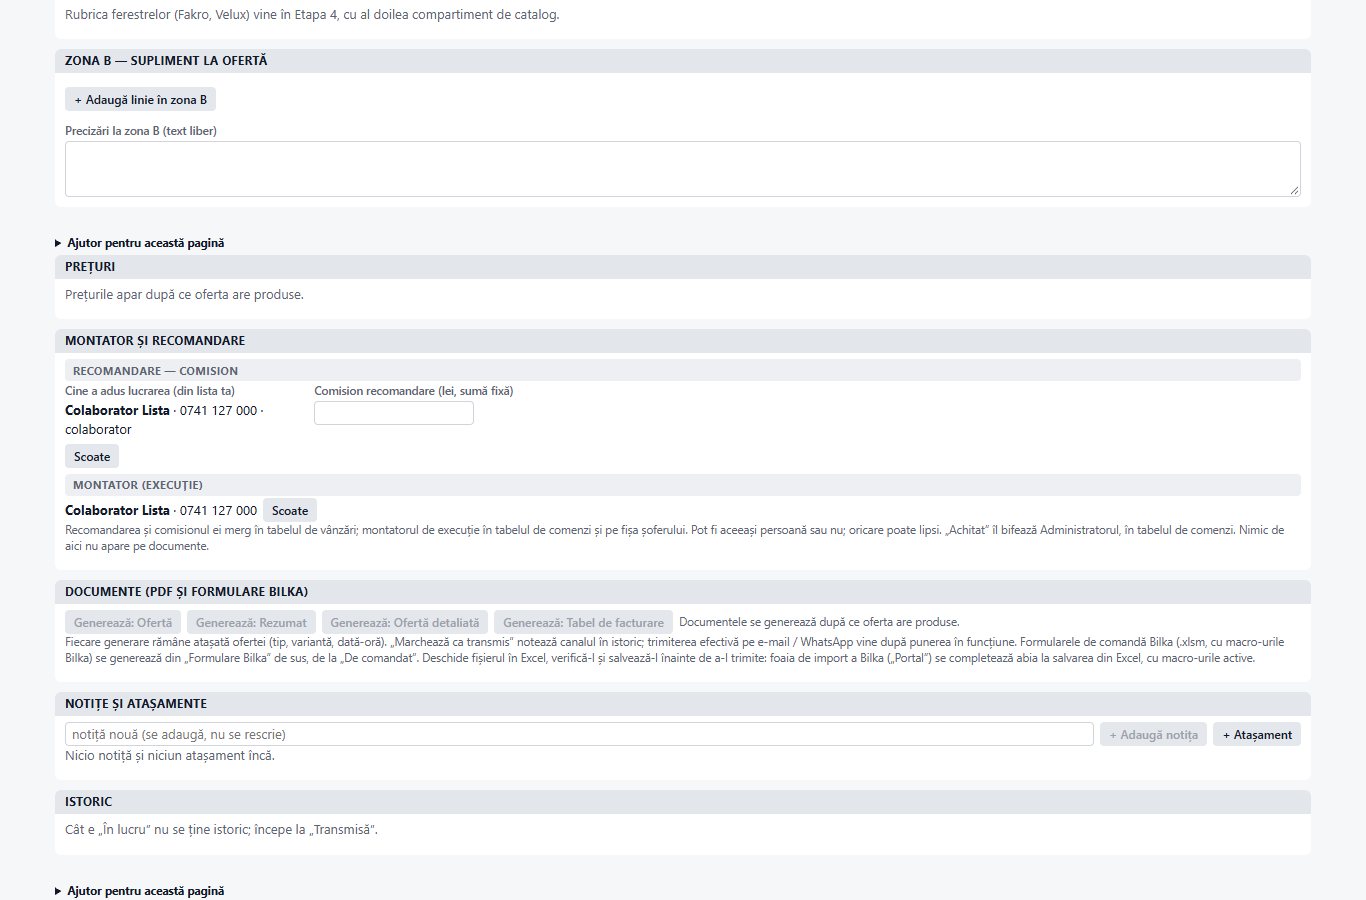 Rubrica ferestrelor (Fakro, Velux) vine în Etapa 4, cu al doilea compartiment de catalog.
ZONA B — SUPLIMENT LA OFERTĂ
+ Adaugă linie în zona B
Precizări la zona B (text liber)
Ajutor pentru această pagină
PREȚURI
Prețurile apar după ce oferta are produse.
MONTATOR ȘI RECOMANDARE
RECOMANDARE — COMISION
Cine a adus lucrarea (din lista ta)
Comision recomandare (lei, sumă fixă)
Colaborator Lista · 0741 127 000 ·
colaborator
Scoate
MONTATOR (EXECUȚIE)
Colaborator Lista · 0741 127 000 Scoate
Recomandarea și comisionul ei merg în tabelul de vânzări; montatorul de execuție în tabelul de comenzi și pe fișa șoferului. Pot fi aceeași persoană sau nu; oricare poate lipsi. „Achitat” îl bifează Administratorul, în tabelul de comenzi. Nimic de
aici nu apare pe documente.
DOCUMENTE (PDF ȘI FORMULARE BILKA)
Generează: Ofertă Generează: Rezumat Generează: Ofertă detaliată Generează: Tabel de facturare Documentele se generează după ce oferta are produse.
Fiecare generare rămâne atașată ofertei (tip, variantă, dată-oră). „Marchează ca transmis” notează canalul în istoric; trimiterea efectivă pe e-mail / WhatsApp vine după punerea în funcțiune. Formularele de comandă Bilka (.xlsm, cu macro-urile
Bilka) se generează din „Formulare Bilka” de sus, de la „De comandat”. Deschide fișierul în Excel, verifică-l și salvează-l înainte de a-l trimite: foaia de import a Bilka („Portal”) se completează abia la salvarea din Excel, cu macro-urile active.
NOTIȚE ȘI ATAȘAMENTE
notiță nouă (se adaugă, nu se rescrie) + Adaugă notița + Atașament
Nicio notiță și niciun atașament încă.
ISTORIC
Cât e „În lucru” nu se ține istoric; începe la „Transmisă”.
Ajutor pentru această pagină